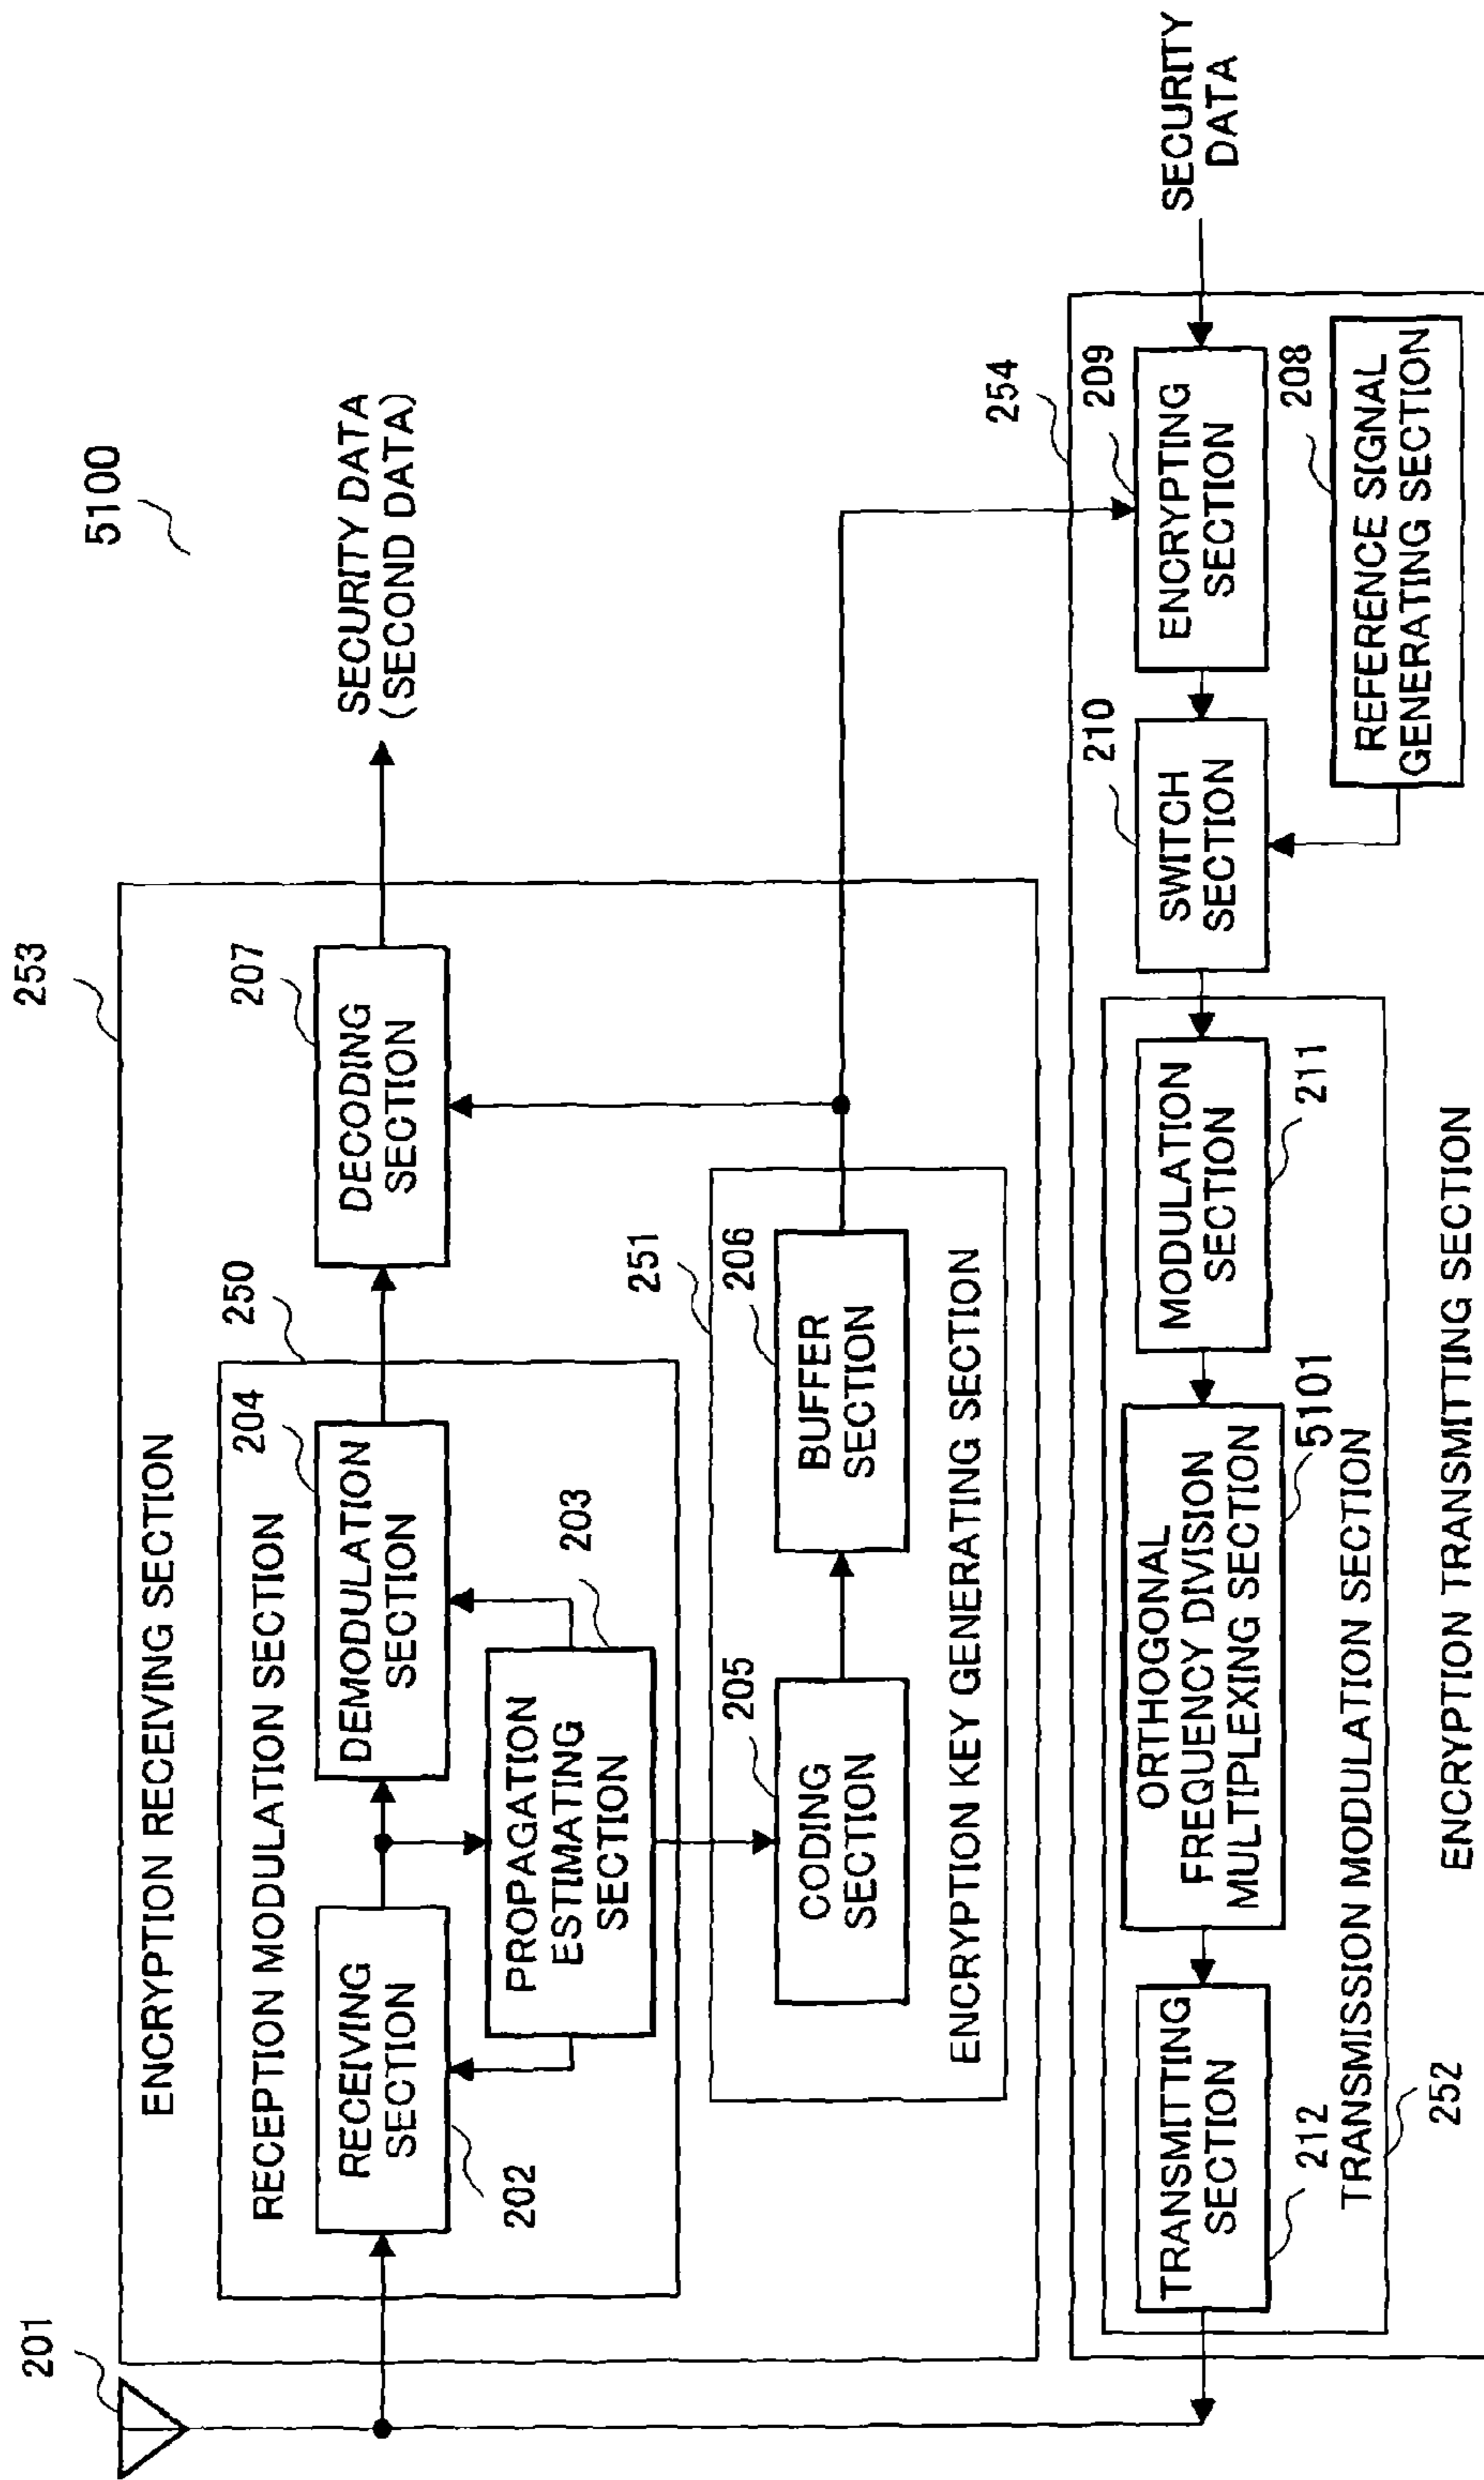 5100
201
253
ENCRYPTION RECEIVING SECTION
250
RECEPTION MODULATION SECTION
204
207
RECEIVING
SECTION
202
DEMODULATION
SECTION
DECODING
SECTION
SECURITY DATA
(SECOND DATA)
PROPAGATION
ESTIMATING
SECTION
203
251
205
206
CODING
SECTION
BUFFER
SECTION
ENCRYPTION KEY GENERATING SECTION
254
TRANSMITTING
SECTION
212
ORTHOGONAL
FREQUENCY DIVISION
MULTIPLEXING SECTION
5101
MODULATION
SECTION
211
210
SWITCH
SECTION
209
ENCRYPTING
SECTION
SECURITY
DATA
208
REFERENCE SIGNAL
GENERATING SECTION
TRANSMISSION MODULATION SECTION
252
ENCRYPTION TRANSMITTING SECTION